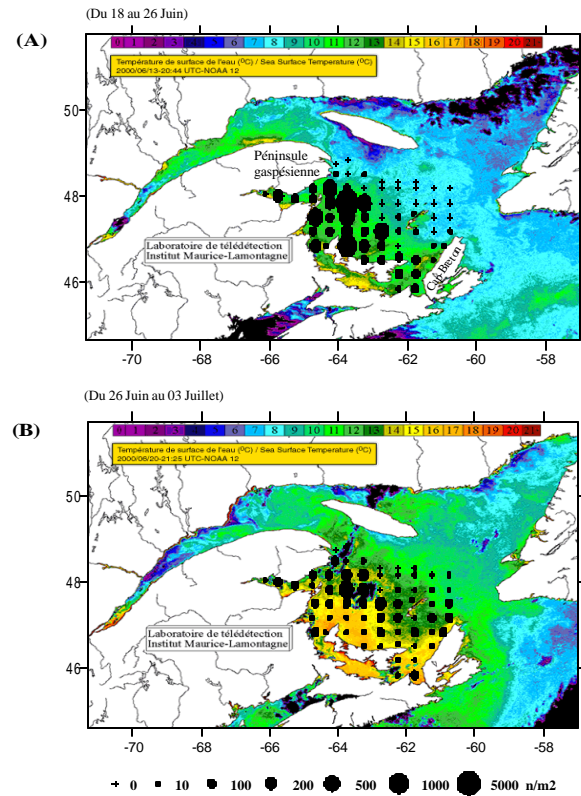 (Du 18 au 26 Juin)
(A)
0 1 2 3 4 5 6 7 8 9 10 11 12 13 14 15 16 17 18 19 20 21+
Température de surface de l'eau (ºC) / Sea Surface Temperature (ºC)
2000/06/13-20:44 UTC-NOAA 12
50
48
46
Péninsule
gaspésienne
Laboratoire de télédétection
Institut Maurice-Lamontagne
Cap-Breton
-70 -68 -66 -64 -62 -60 -58
(Du 26 Juin au 03 Juillet)
(B)
0 1 2 3 4 5 6 7 8 9 10 11 12 13 14 15 16 17 18 19 20 21+
Température de surface de l'eau (ºC) / Sea Surface Temperature (ºC)
2000/06/20-21:25 UTC-NOAA 12
50
48
46
Laboratoire de télédétection
Institut Maurice-Lamontagne
-70 -68 -66 -64 -62 -60 -58
0 10 100 200 500 1000 5000 n/m2